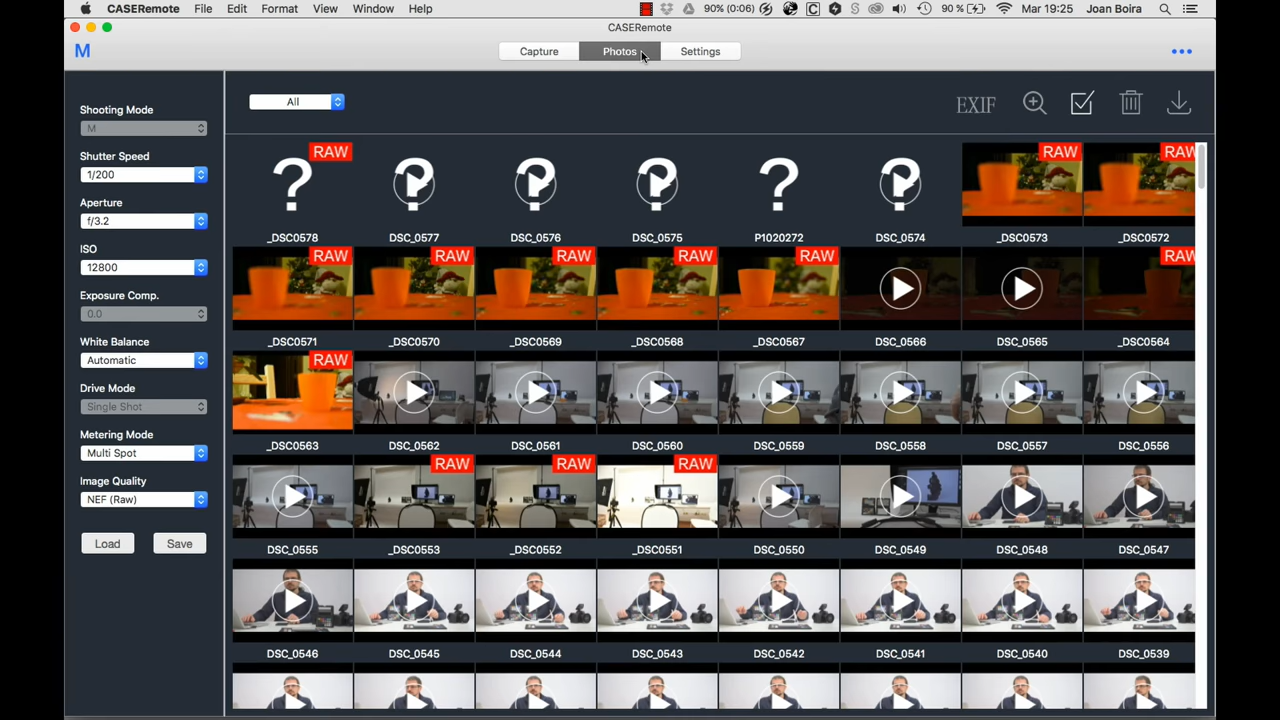 CASERemote File Edit Format View Window Help 90% (0:06) 90 % Mar 19:25 Joan Boira
CASERemote
M Capture Photos Settings
Shooting Mode
M
Shutter Speed
1/200
Aperture
f/3.2
ISO
12800
Exposure Comp.
0.0
White Balance
Automatic
Drive Mode
Single Shot
Metering Mode
Multi Spot
Image Quality
NEF (Raw)
Load Save
All EXIF
RAW RAW RAW
_DSC0578 DSC_0577 DSC_0576 DSC_0575 P1020272 DSC_0574 _DSC0573 _DSC0572
RAW RAW RAW RAW RAW RAW
_DSC0571 _DSC0570 _DSC0569 _DSC0568 _DSC0567 DSC_0566 DSC_0565 _DSC0564
RAW
_DSC0563 DSC_0562 DSC_0561 DSC_0560 DSC_0559 DSC_0558 DSC_0557 DSC_0556
RAW RAW RAW
DSC_0555 _DSC0553 _DSC0552 _DSC0551 DSC_0550 DSC_0549 DSC_0548 DSC_0547
DSC_0546 DSC_0545 DSC_0544 DSC_0543 DSC_0542 DSC_0541 DSC_0540 DSC_0539